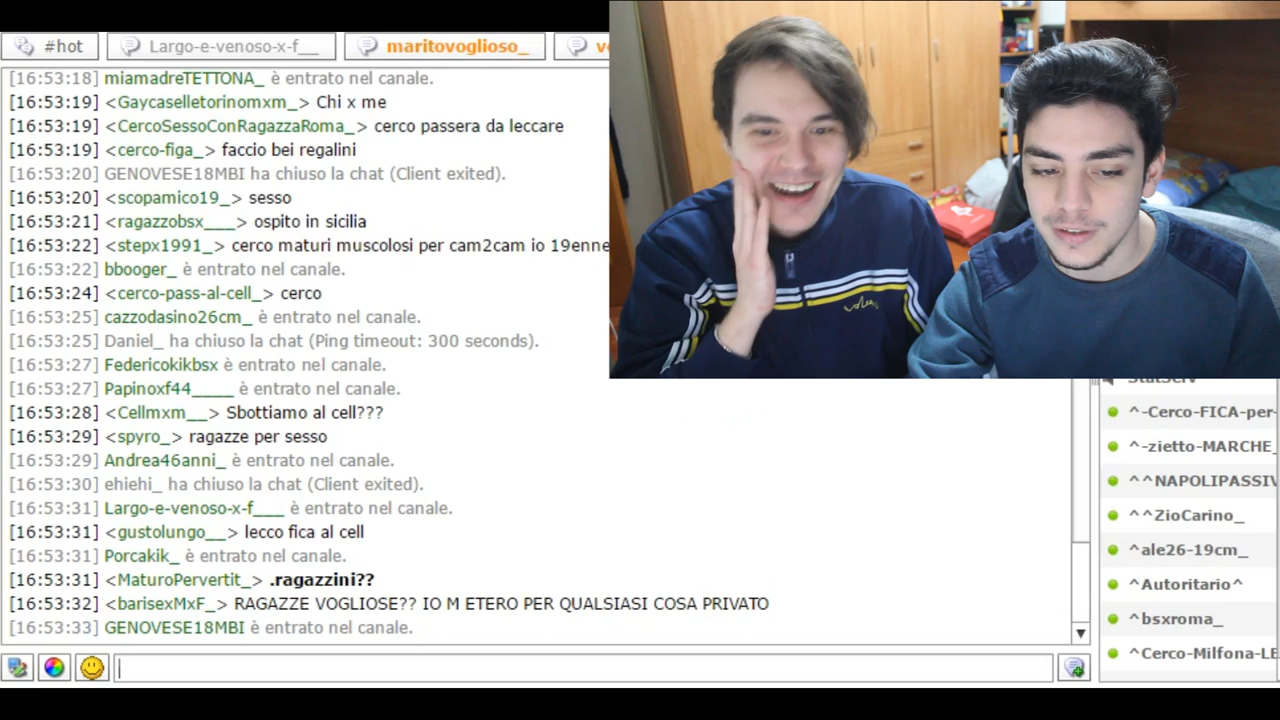 #hot
Largo-e-venoso-x-f__
maritovoglioso_
[16:53:18] miamadreTETTONA_ è entrato nel canale.
[16:53:19] <Gaycaselletorinomxm_> Chi x me
[16:53:19] <CercoSessoConRagazzaRoma_> cerco passera da leccare
[16:53:19] <cerco-figa_> faccio bei regalini
[16:53:20] GENOVESE18MBI ha chiuso la chat (Client exited).
[16:53:20] <scopamico19_> sesso
[16:53:21] <ragazzobsx___> ospito in sicilia
[16:53:22] <stepx1991_> cerco maturi muscolosi per cam2cam io 19enne
[16:53:22] bbooger_ è entrato nel canale.
[16:53:24] <cerco-pass-al-cell_> cerco
[16:53:25] cazzodasino26cm_ è entrato nel canale.
[16:53:25] Daniel_ ha chiuso la chat (Ping timeout: 300 seconds).
[16:53:27] Federicokikbsx è entrato nel canale.
[16:53:27] Papinoxf44____ è entrato nel canale.
[16:53:28] <Cellmxm__> Sbottiamo al cell???
[16:53:29] <spyro_> ragazze per sesso
[16:53:29] Andrea46anni_ è entrato nel canale.
[16:53:30] ehiehi_ ha chiuso la chat (Client exited).
[16:53:31] Largo-e-venoso-x-f___ è entrato nel canale.
[16:53:31] <gustolungo__> lecco fica al cell
[16:53:31] Porcakik_ è entrato nel canale.
[16:53:31] <MaturoPervertit_> .ragazzini??
[16:53:32] <barisexMxF_> RAGAZZE VOGLIOSE?? IO M ETERO PER QUALSIASI COSA PRIVATO
[16:53:33] GENOVESE18MBI è entrato nel canale.
StatServ
^-Cerco-FICA-per-
^-zietto-MARCHE_
^^NAPOLIPASSIV
^^ZioCarino_
^ale26-19cm_
^Autoritario^
^bsxroma_
^Cerco-Milfona-LE